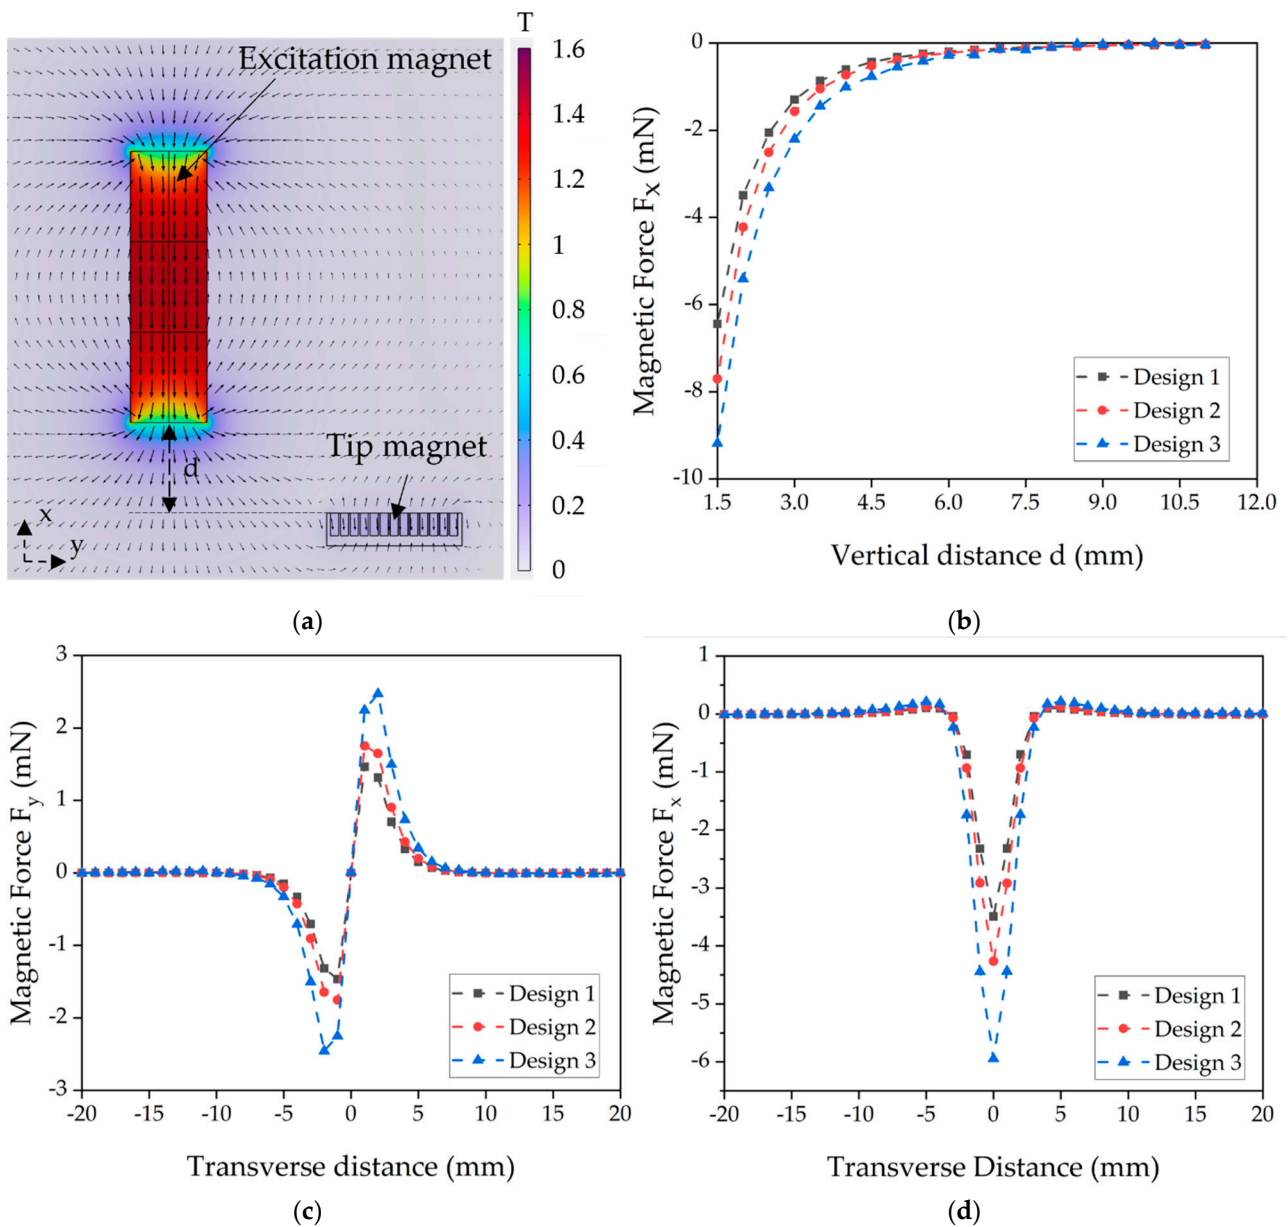 T
Excitation magnet
1.6
1.4
1.2
1
0.8
0.6
0.4
0.2
0
Tip magnet
d
x
y
(a)
Magnetic Force Fx (mN)
0
-2
-4
-6
-8
-10
Design 1
Design 2
Design 3
1.5 3.0 4.5 6.0 7.5 9.0 10.5 12.0
Vertical distance d (mm)
(b)
Magnetic Force Fy (mN)
3
2
1
0
-1
-2
-3
Design 1
Design 2
Design 3
-20 -15 -10 -5 0 5 10 15 20
Transverse distance (mm)
(c)
Magnetic Force Fx (mN)
1
0
-1
-2
-3
-4
-5
-6
Design 1
Design 2
Design 3
-20 -15 -10 -5 0 5 10 15 20
Transverse Distance (mm)
(d)